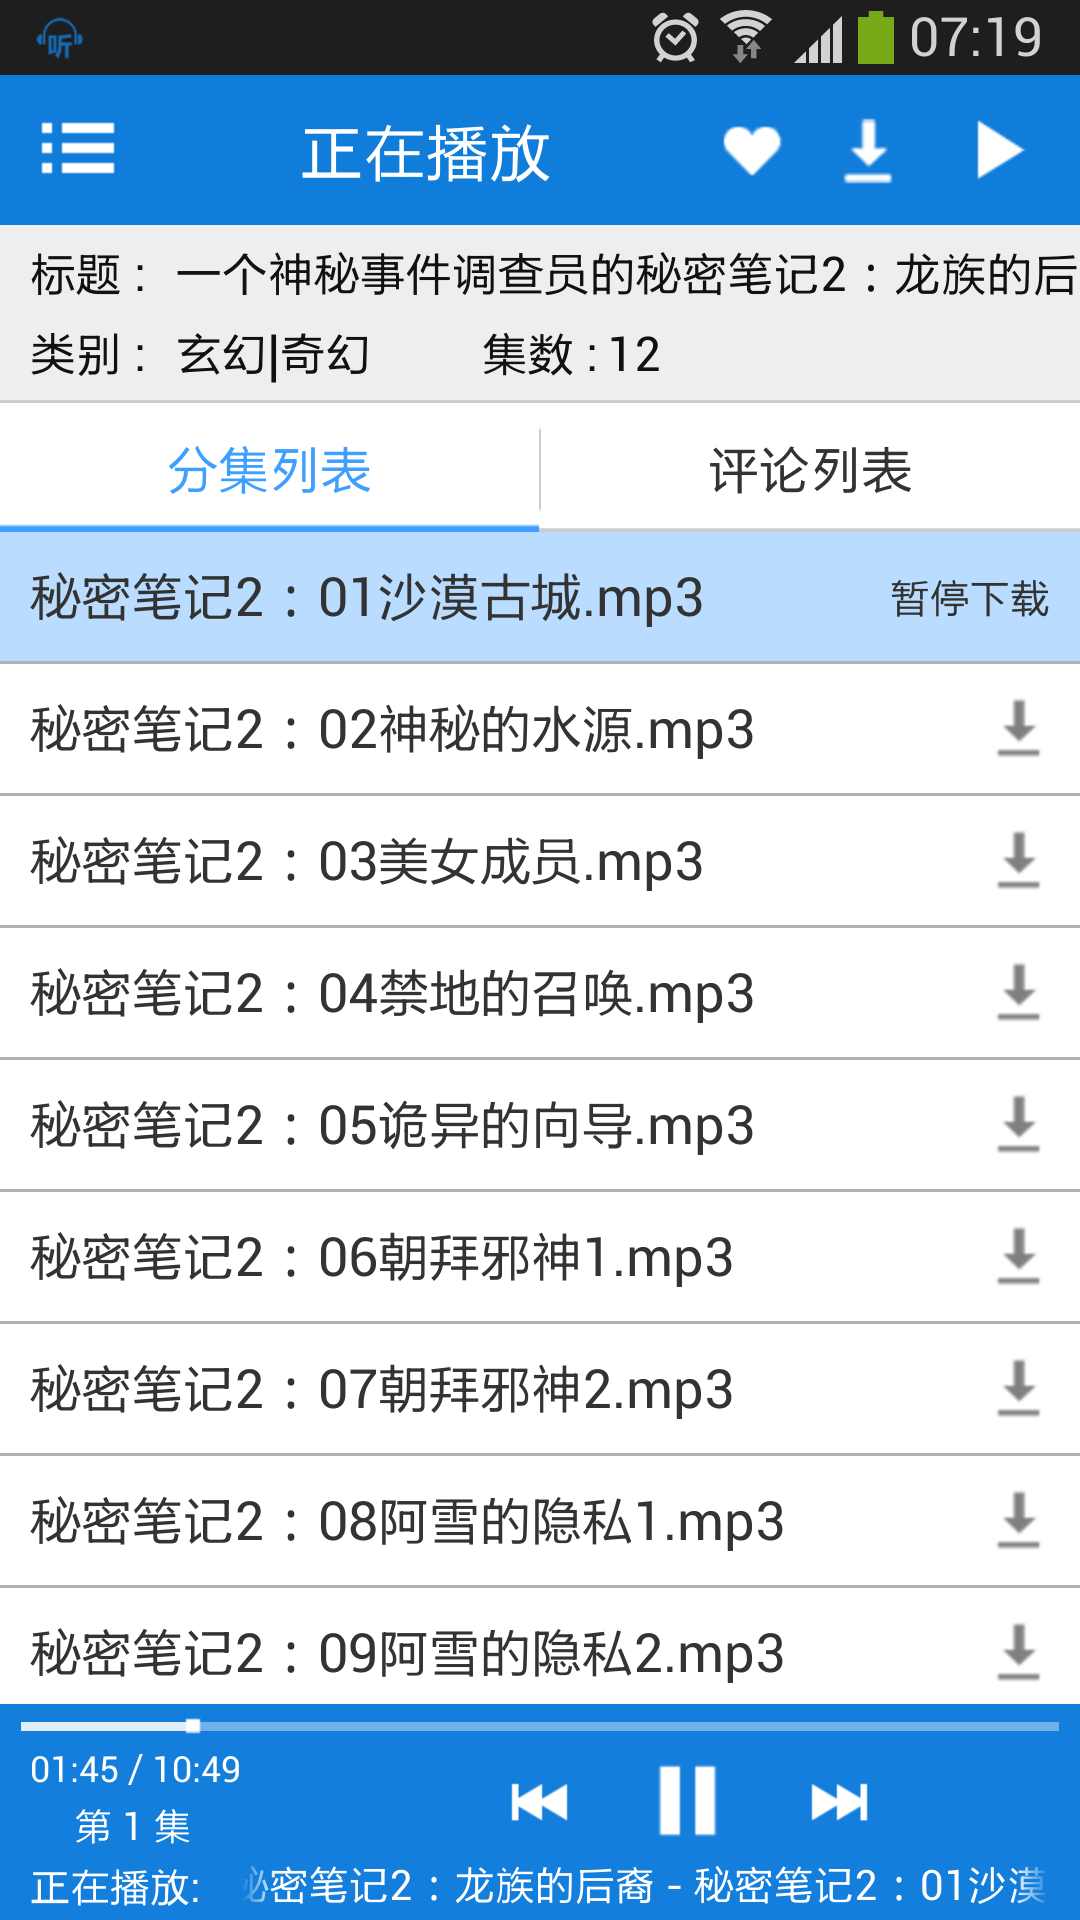 听
07:19
正在播放
标题 : 一个神秘事件调查员的秘密笔记2：龙族的后
类别 : 玄幻|奇幻 集数 : 12
分集列表 评论列表
秘密笔记2：01沙漠古城.mp3 暂停下载
秘密笔记2：02神秘的水源.mp3
秘密笔记2：03美女成员.mp3
秘密笔记2：04禁地的召唤.mp3
秘密笔记2：05诡异的向导.mp3
秘密笔记2：06朝拜邪神1.mp3
秘密笔记2：07朝拜邪神2.mp3
秘密笔记2：08阿雪的隐私1.mp3
秘密笔记2：09阿雪的隐私2.mp3
01:45 / 10:49
第 1 集
正在播放: 秘密笔记2：龙族的后裔 - 秘密笔记2：01沙漠